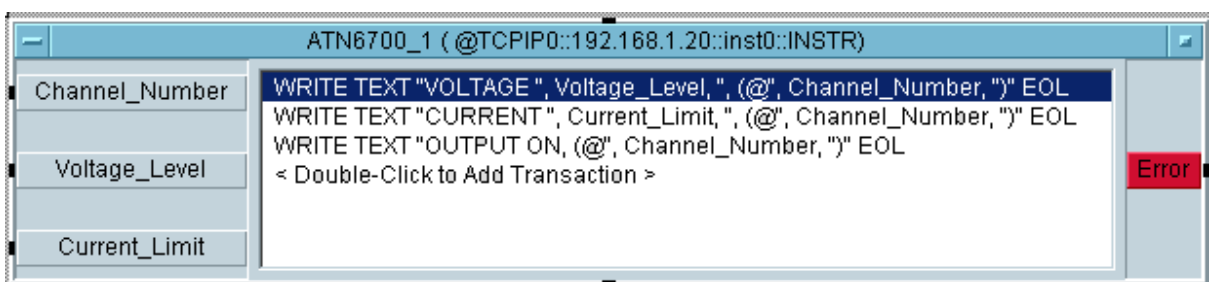 ATN6700_1 ( @TCPIP0::192.168.1.20::inst0::INSTR)
Channel_Number
Voltage_Level
Current_Limit
WRITE TEXT "VOLTAGE ", Voltage_Level, ", (@", Channel_Number, ")" EOL
WRITE TEXT "CURRENT ", Current_Limit, ", (@", Channel_Number, ")" EOL
WRITE TEXT "OUTPUT ON, (@", Channel_Number, ")" EOL
< Double-Click to Add Transaction >
Error